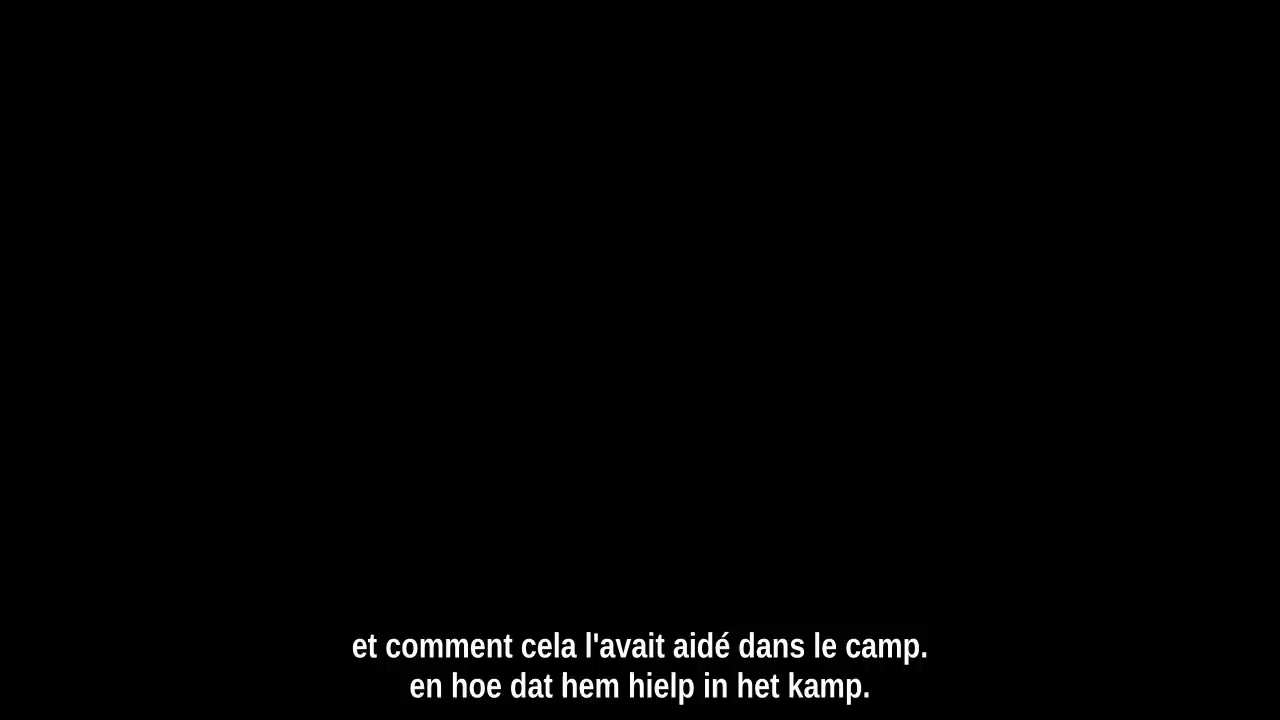 et comment cela l'avait aidé dans le camp.
en hoe dat hem hielp in het kamp.